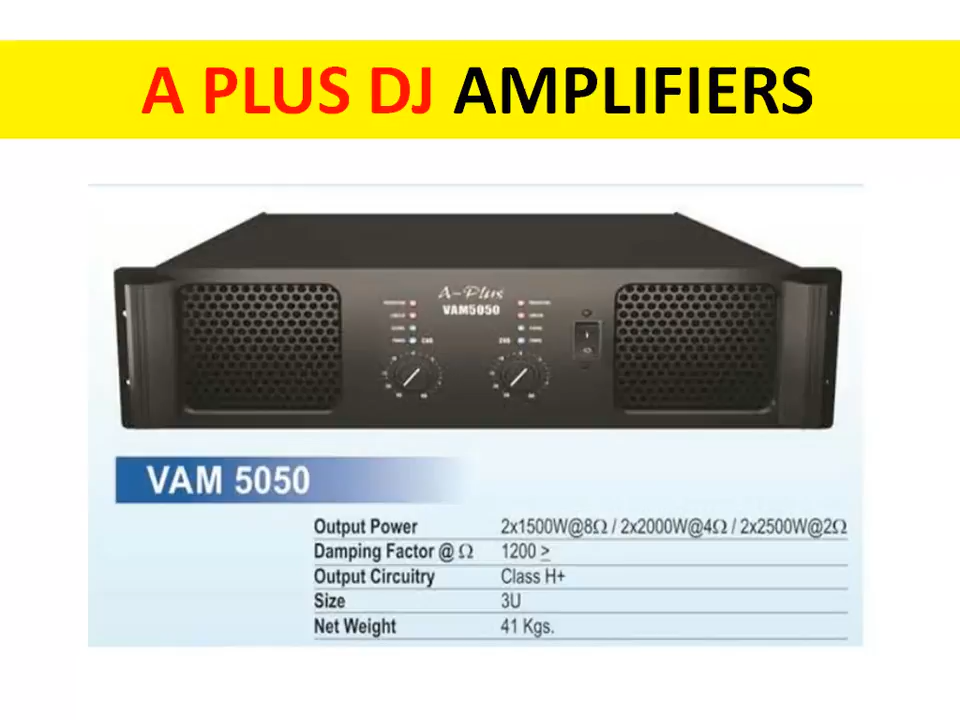 A PLUS DJ AMPLIFIERS
A-Plus
VAM5050
VAM 5050
Output Power 2x1500W@8Ω / 2x2000W@4Ω / 2x2500W@2Ω
Damping Factor @ Ω 1200 ≥
Output Circuitry Class H+
Size 3U
Net Weight 41 Kgs.